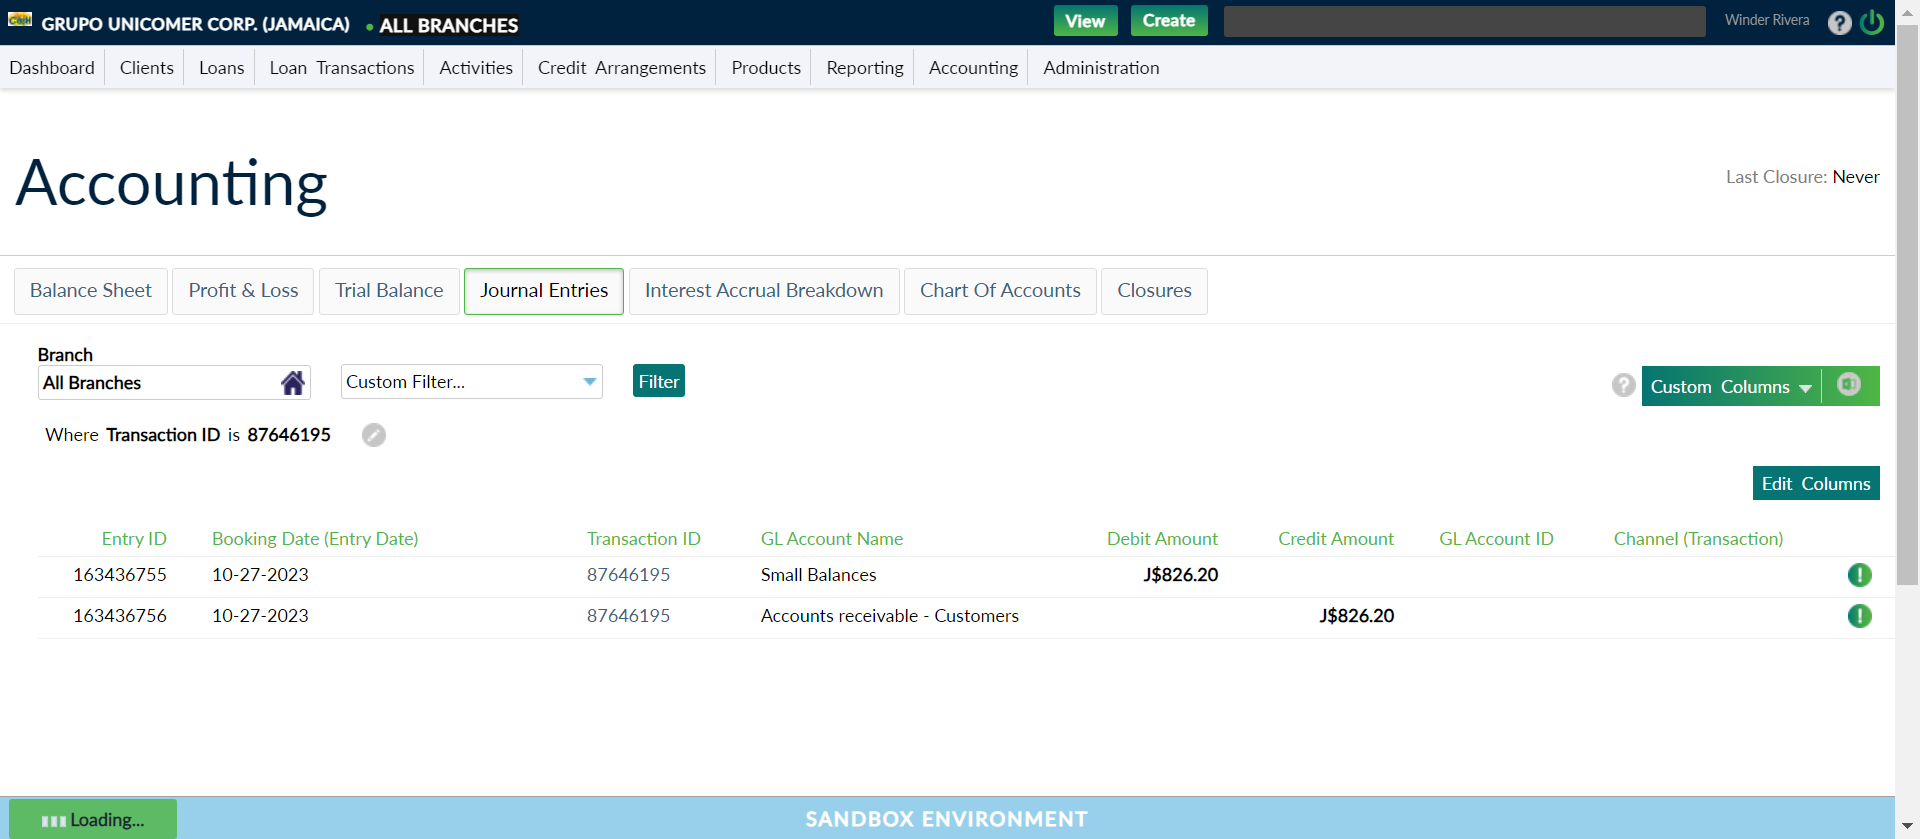 GRUPO UNICOMER CORP. (JAMAICA) • ALL BRANCHES View Create Winder Rivera ?
Dashboard Clients Loans Loan Transactions Activities Credit Arrangements Products Reporting Accounting Administration
Accounting
Last Closure: Never
Balance Sheet Profit & Loss Trial Balance Journal Entries Interest Accrual Breakdown Chart Of Accounts Closures
Branch
All Branches Custom Filter... Filter ? Custom Columns
Where Transaction ID is 87646195
Edit Columns
Entry ID Booking Date (Entry Date) Transaction ID GL Account Name Debit Amount Credit Amount GL Account ID Channel (Transaction)
163436755 10-27-2023 87646195 Small Balances J$826.20
163436756 10-27-2023 87646195 Accounts receivable - Customers J$826.20
Loading... SANDBOX ENVIRONMENT